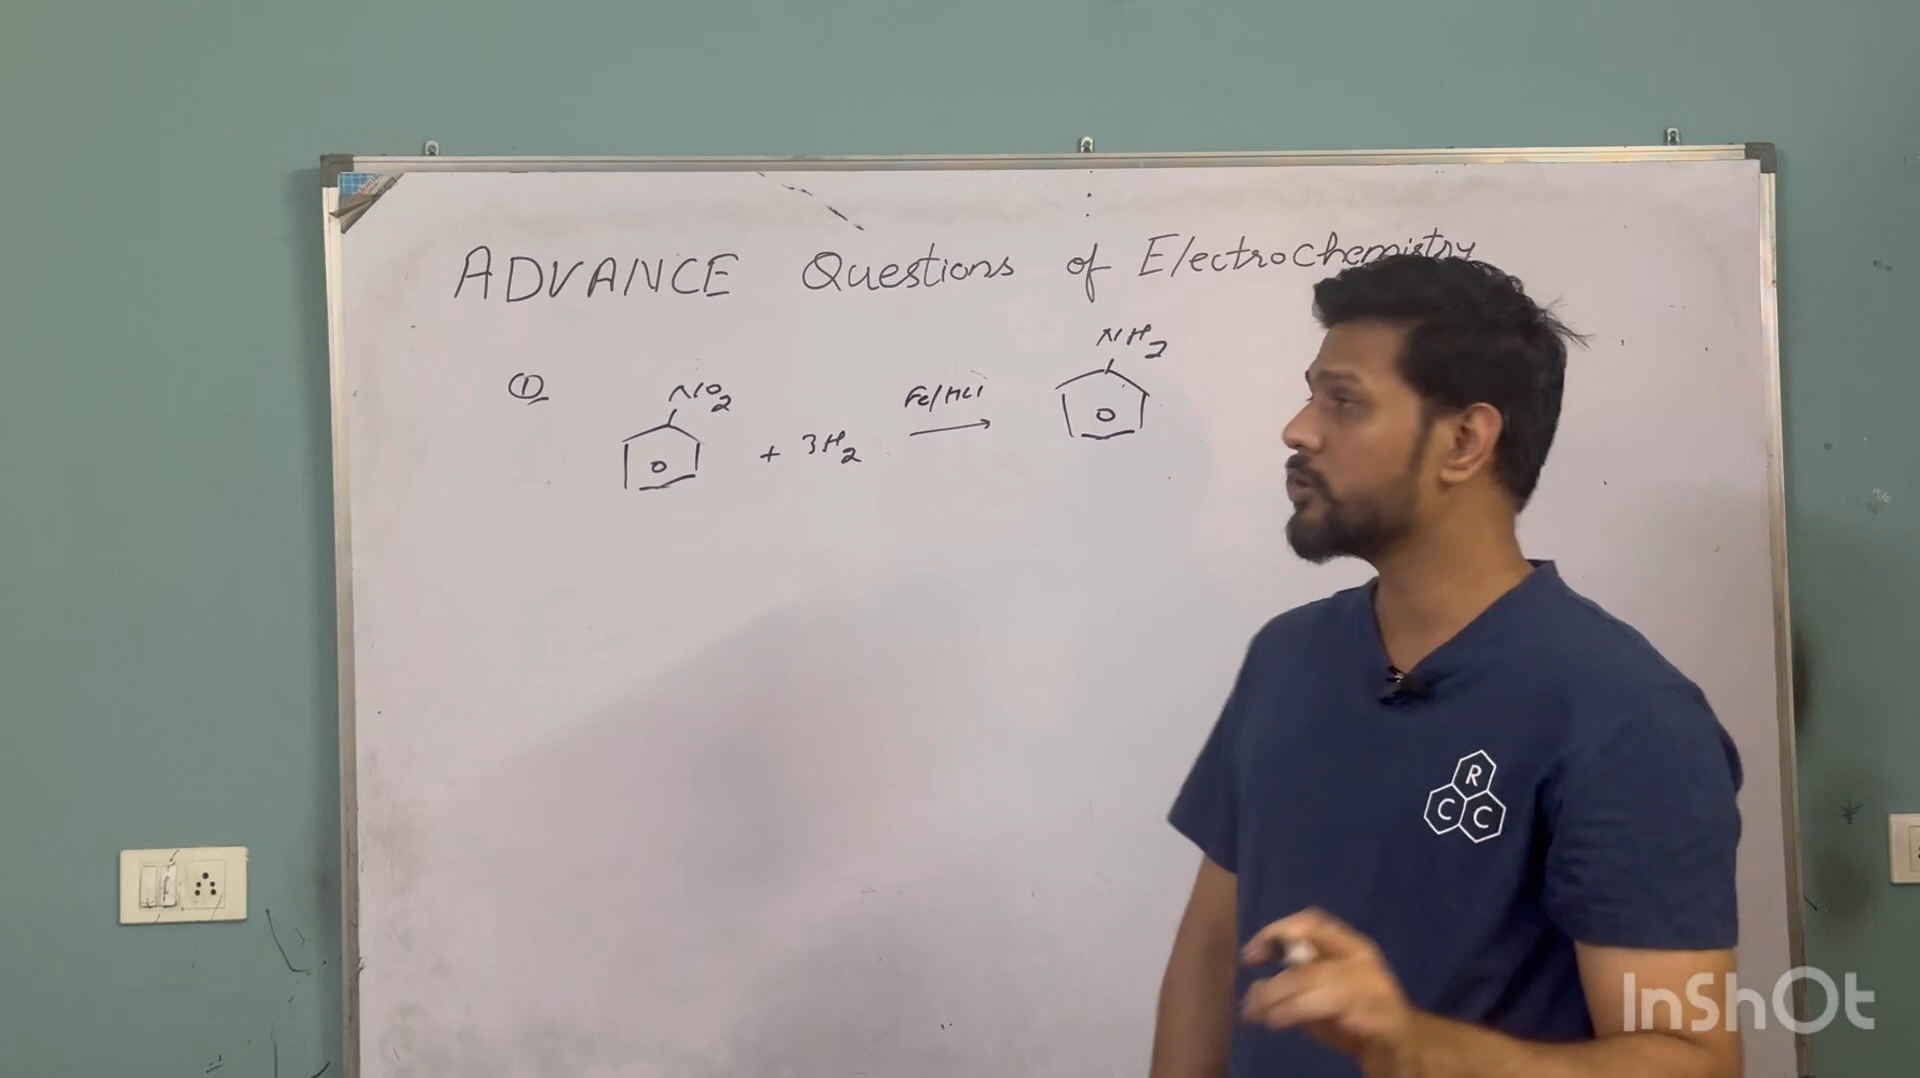 ADVANCE Questions of Electrochemistry
① NO2 + 3H2 Fe/HCl → NH2
R
C C
InShOt